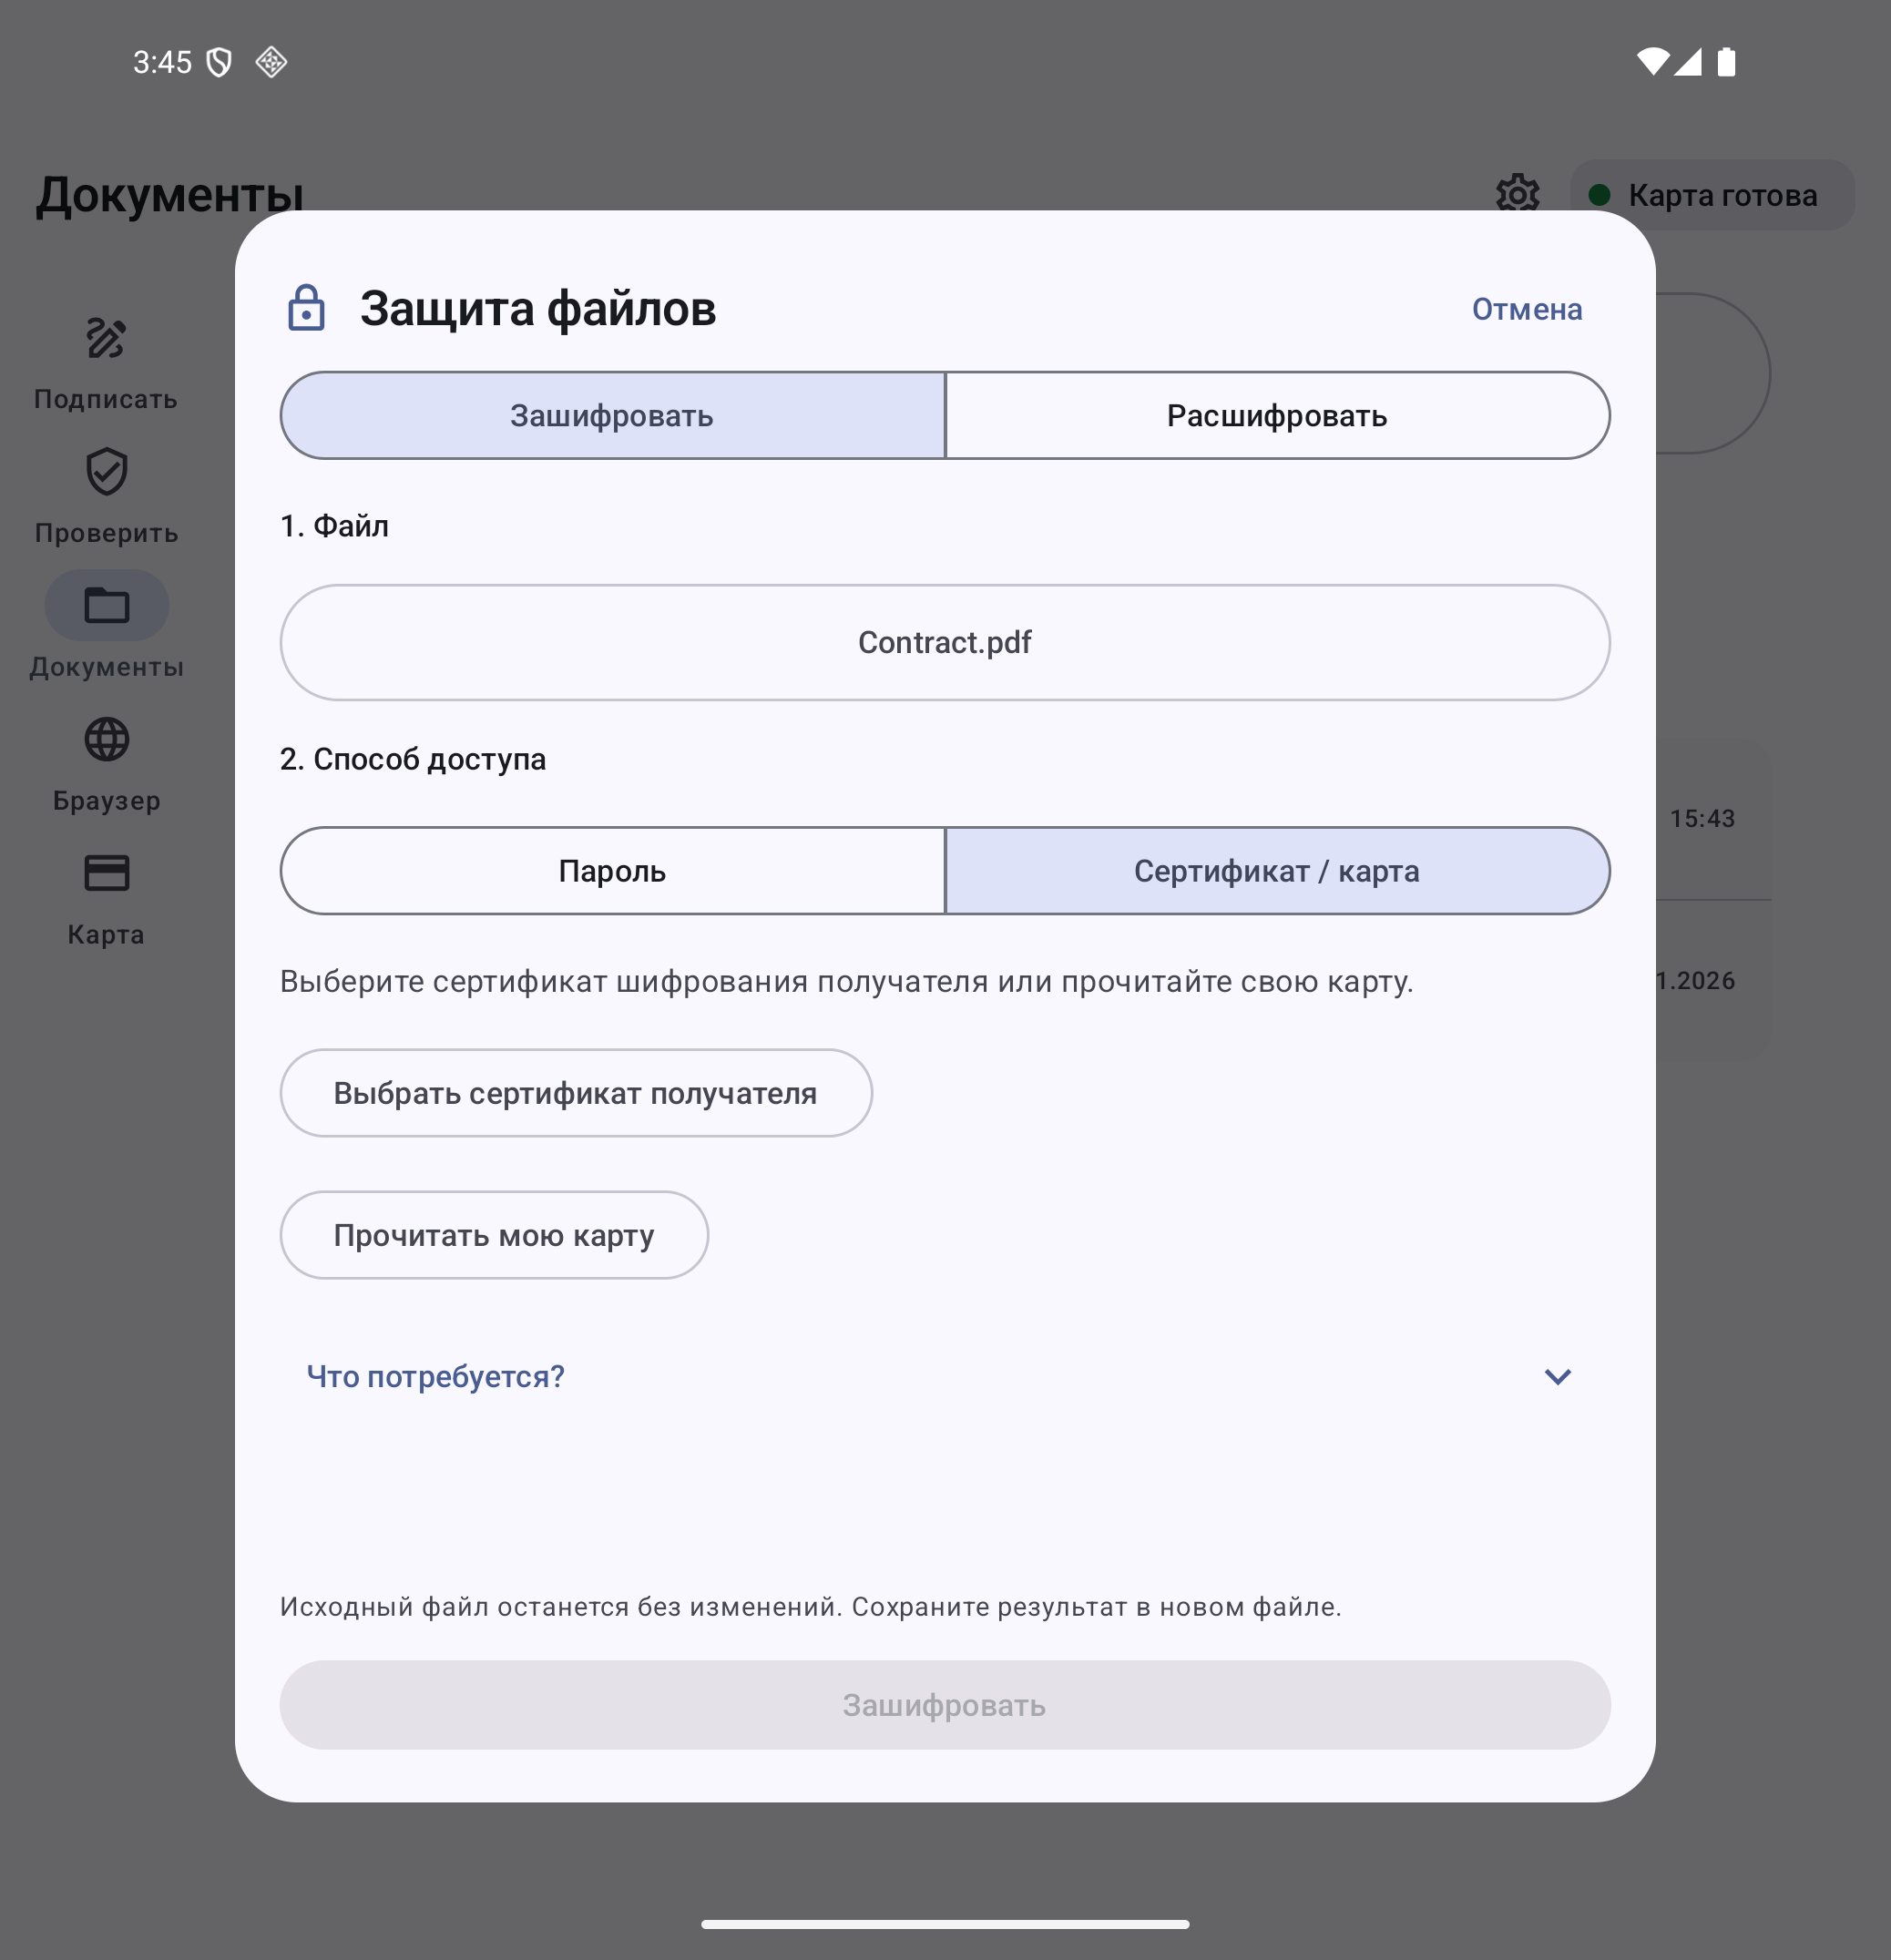 3:45
Документы
Карта готова
Защита файлов
Отмена
Зашифровать
Расшифровать
Подписать
Проверить
Документы
Браузер
Карта
1. Файл
Contract.pdf
2. Способ доступа
Пароль
Сертификат / карта
15:43
Выберите сертификат шифрования получателя или прочитайте свою карту.
1.2026
Выбрать сертификат получателя
Прочитать мою карту
Что потребуется?
Исходный файл останется без изменений. Сохраните результат в новом файле.
Зашифровать